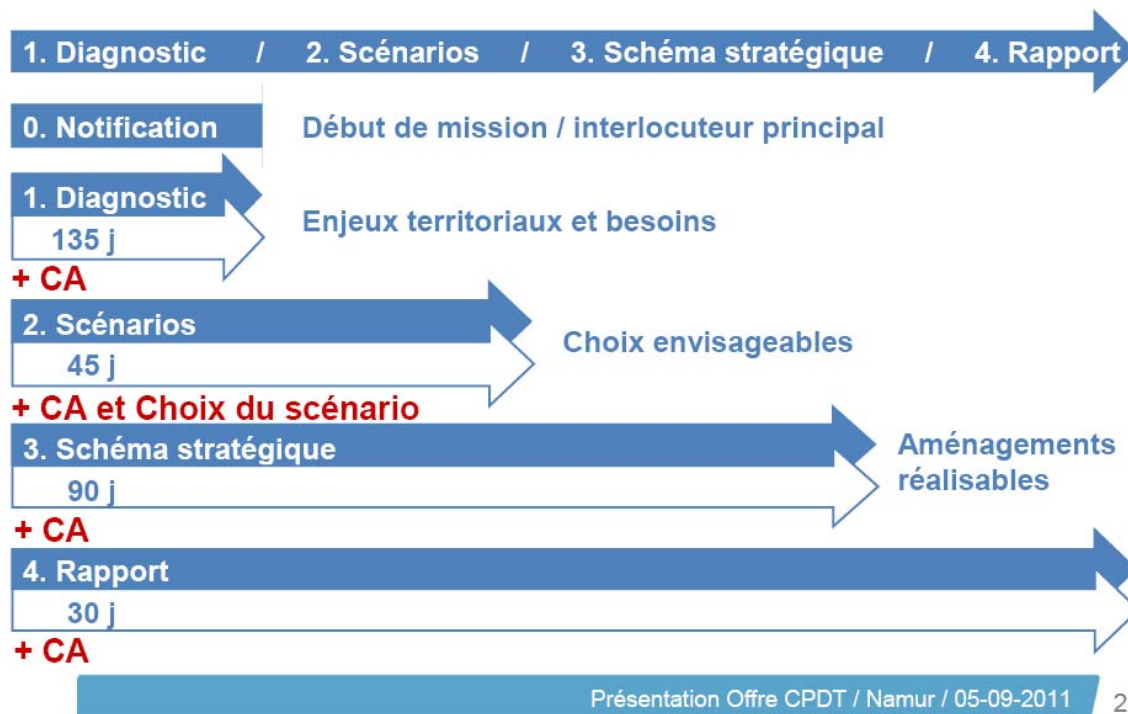 1. Diagnostic / 2. Scénarios / 3. Schéma stratégique / 4. Rapport
0. Notification Début de mission / interlocuteur principal
1. Diagnostic
135 j
Enjeux territoriaux et besoins
+ CA
2. Scénarios
45 j
Choix envisageables
+ CA et Choix du scénario
3. Schéma stratégique
90 j
Aménagements
réalisables
+ CA
4. Rapport
30 j
+ CA
Présentation Offre CPDT / Namur / 05-09-2011 2